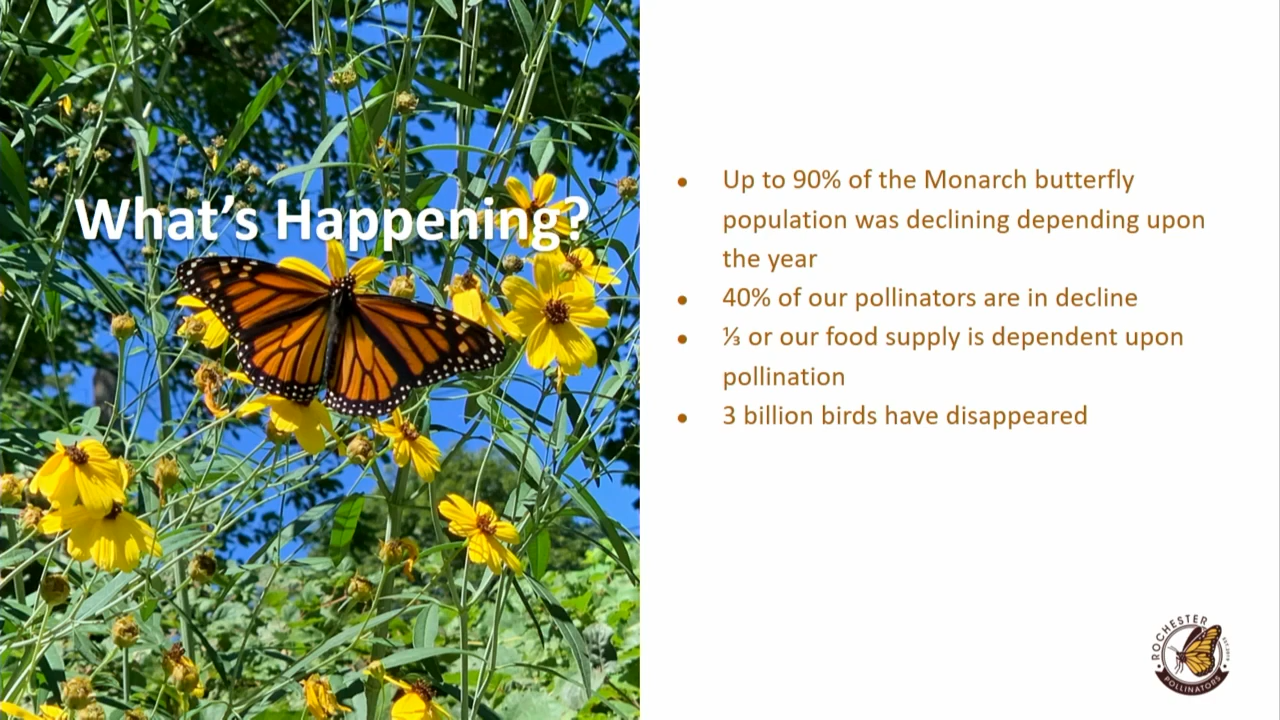 What's Happening?
• Up to 90% of the Monarch butterfly
population was declining depending upon
the year
• 40% of our pollinators are in decline
• ⅓ or our food supply is dependent upon
pollination
• 3 billion birds have disappeared
ROCHESTER
POLLINATORS